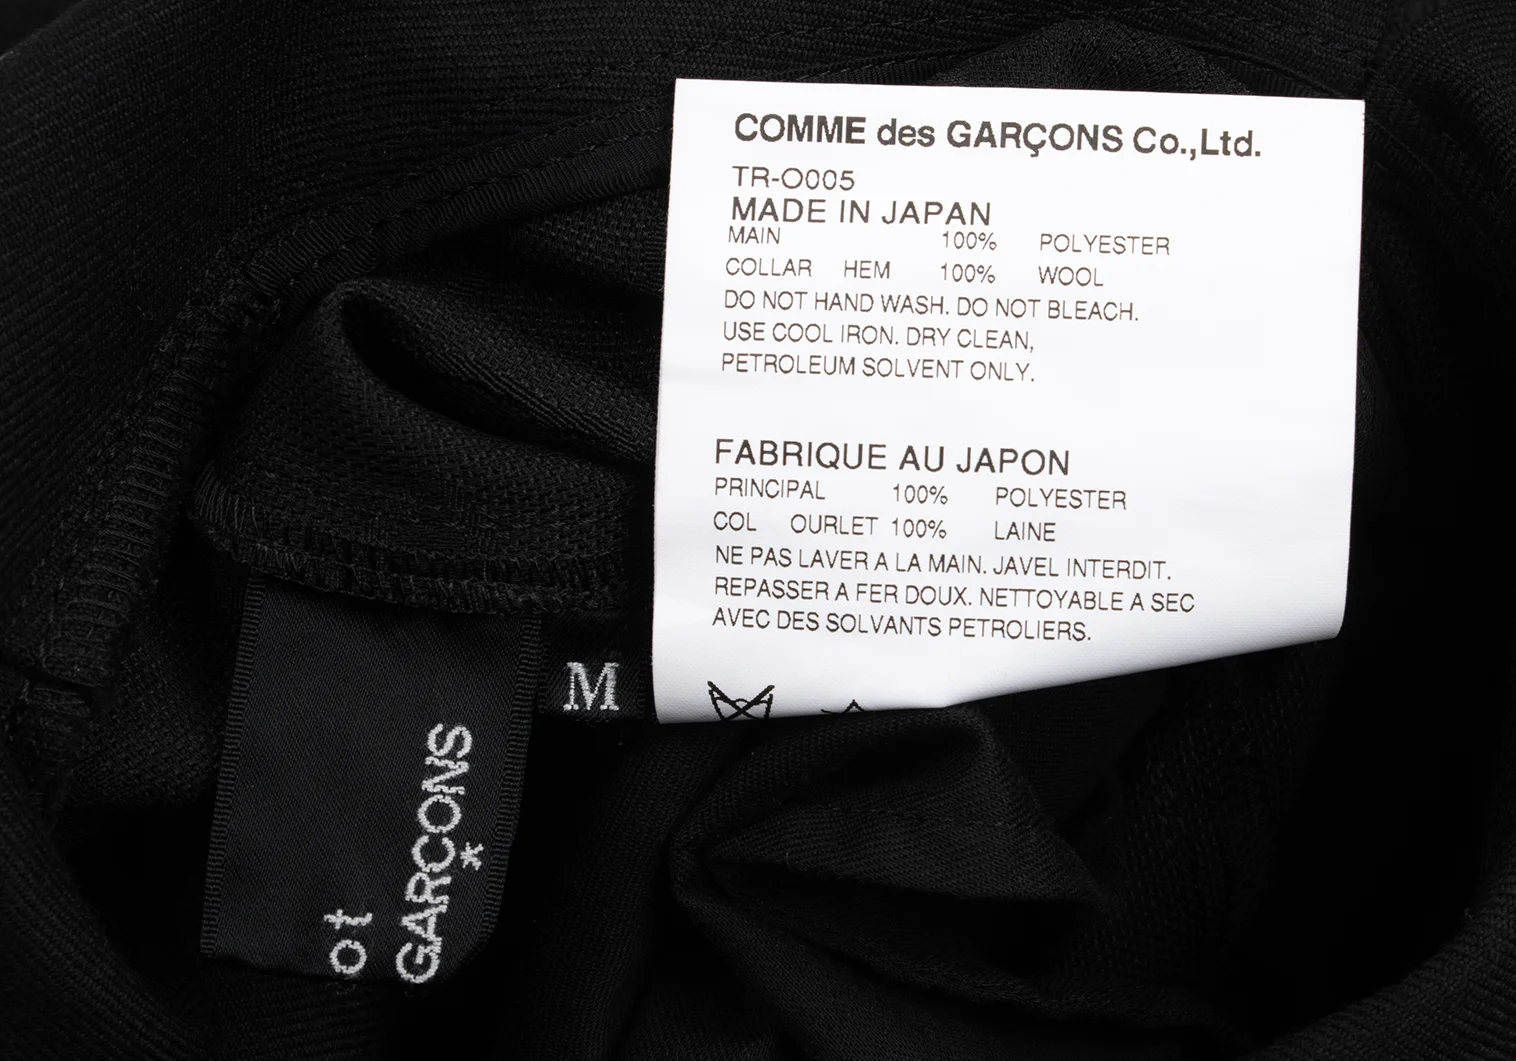 COMME des GARÇONS Co.,Ltd.
TR-O005
MADE IN JAPAN
MAIN 100% POLYESTER
COLLAR HEM 100% WOOL
DO NOT HAND WASH. DO NOT BLEACH.
USE COOL IRON. DRY CLEAN,
PETROLEUM SOLVENT ONLY.
FABRIQUE AU JAPON
PRINCIPAL 100% POLYESTER
COL OURLET 100% LAINE
NE PAS LAVER A LA MAIN. JAVEL INTERDIT.
REPASSER A FER DOUX. NETTOYABLE A SEC
AVEC DES SOLVANTS PETROLIERS.
M
ot
GARÇONS